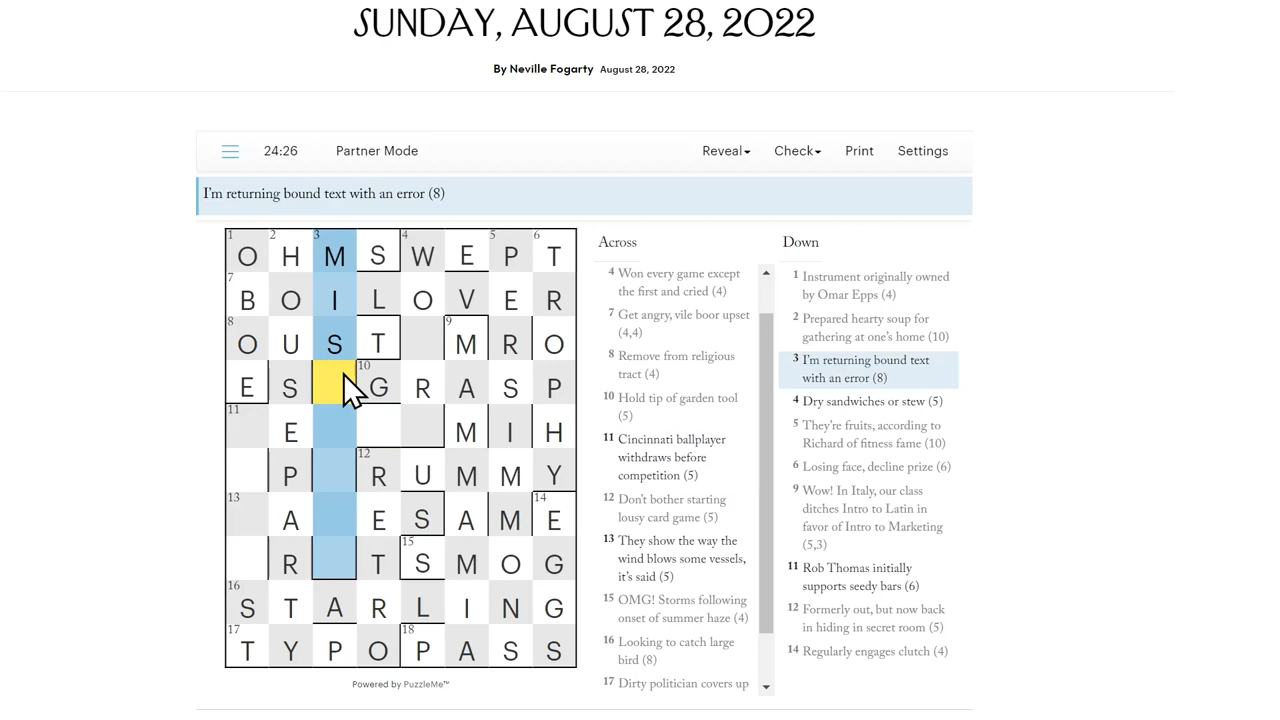 SUNDAY, AUGUST 28, 2022
By Neville Fogarty August 28, 2022
24:26 Partner Mode Reveal Check Print Settings
I'm returning bound text with an error (8)
1 O 2 H 3 M S 4 W E 5 P 6 T
7 B O I L O V E R
8 O U S T 9 M R O
E S 10 G R A S P
11 E M I H
P 12 R U M M Y
13 A E S A M 14 E
R T 15 S M O G
16 S T A R L I N G
17 T Y P O 18 P A S S
Powered by PuzzleMe™
Across
4 Won every game except
the first and cried (4)
7 Get angry, vile boor upset
(4,4)
8 Remove from religious
tract (4)
10 Hold tip of garden tool
(5)
11 Cincinnati ballplayer
withdraws before
competition (5)
12 Don't bother starting
lousy card game (5)
13 They show the way the
wind blows some vessels,
it's said (5)
15 OMG! Storms following
onset of summer haze (4)
16 Looking to catch large
bird (8)
17 Dirty politician covers up
Down
1 Instrument originally owned
by Omar Epps (4)
2 Prepared hearty soup for
gathering at one's home (10)
3 I'm returning bound text
with an error (8)
4 Dry sandwiches or stew (5)
5 They're fruits, according to
Richard of fitness fame (10)
6 Losing face, decline prize (6)
9 Wow! In Italy, our class
ditches Intro to Latin in
favor of Intro to Marketing
(5,3)
11 Rob Thomas initially
supports seedy bars (6)
12 Formerly out, but now back
in hiding in secret room (5)
14 Regularly engages clutch (4)